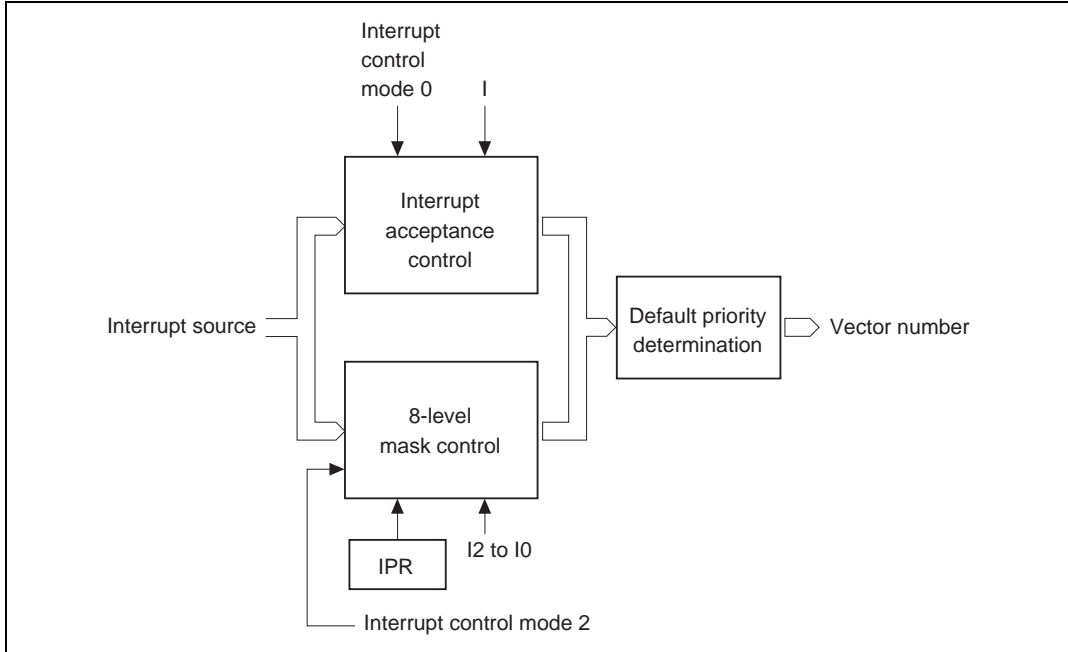 Interrupt
control
mode 0
I
Interrupt
acceptance
control
Interrupt source
Default priority
determination
Vector number
8-level
mask control
IPR
I2 to I0
Interrupt control mode 2